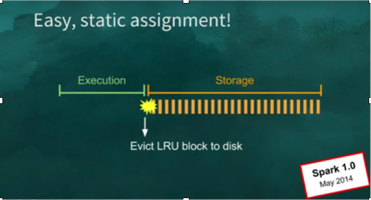 Easy, static assignment!
Execution
Storage
Evict LRU block to disk
Spark 1.0
May 2014